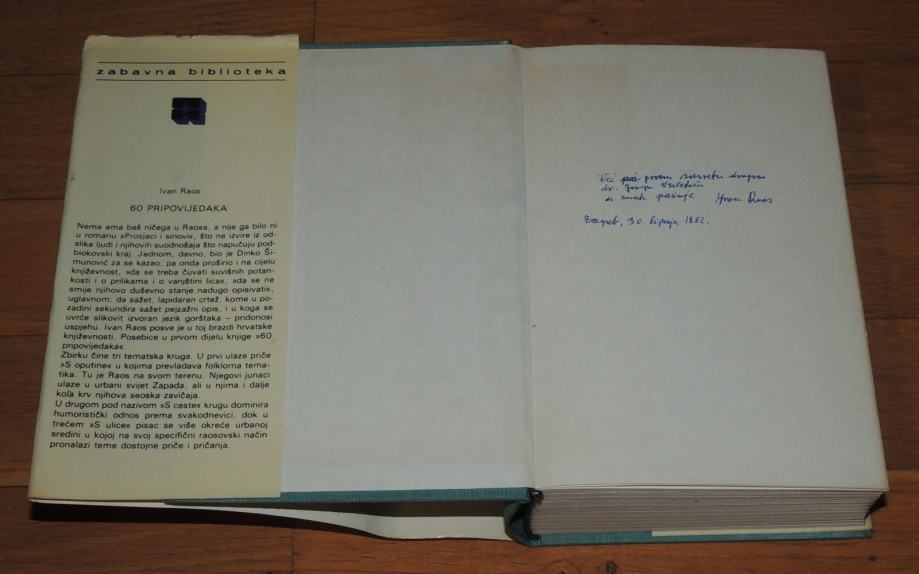 zabavna biblioteka
Ivan Raos
60 PRIPOVIJEDAKA
Nema ama baš ničega u Raosa, a nije ga bilo ni
u romanu »Prosjaci i sinovi«, što ne izvire iz od-
slika ljudi i njihovih suodnošaja što napučuju pod-
biokovski kraj. Jednom, davno, bio je Dinko Ši-
munović za se kazao, pa onda proširio i na cijelu
književnost, »da se treba čuvati suvišnih potan-
kosti i o prilikama i o vanjštini lica«, »da se ne
smije njihovo duševno stanje nadugo opisivati«,
uglavnom: da sažet, lapidaran crtež, kome u po-
zadini sekundira sažet pejzažni opis, i u koga se
uvrće slikovit izvoran jezik gorštaka – pridonosi
uspjehu. Ivan Raos posve je u toj brazdi hrvatske
književnosti. Posebice u prvom dijelu knjige »60
pripovijedaka«.
Zbirku čine tri tematska kruga. U prvi ulaze priče
»S oputine« u kojima prevladava folklorna tema-
tika. Tu je Raos na svom terenu. Njegovi junaci
ulaze u urbani svijet Zapada, ali u njima i dalje
kola krv njihova seoska zavičaja.
U drugom pod nazivom »S ceste« krugu dominira
humoristički odnos prema svakodnevici, dok u
trećem »S ulice« pisac se više okreće urbanoj
sredini u kojoj na svoj specifični raosovski način
pronalazi teme dostojne priče i pričanja.
Već po prvom susretu dragom
dr.
Ivan Raos
Zagreb, 30. lipnja 1982.